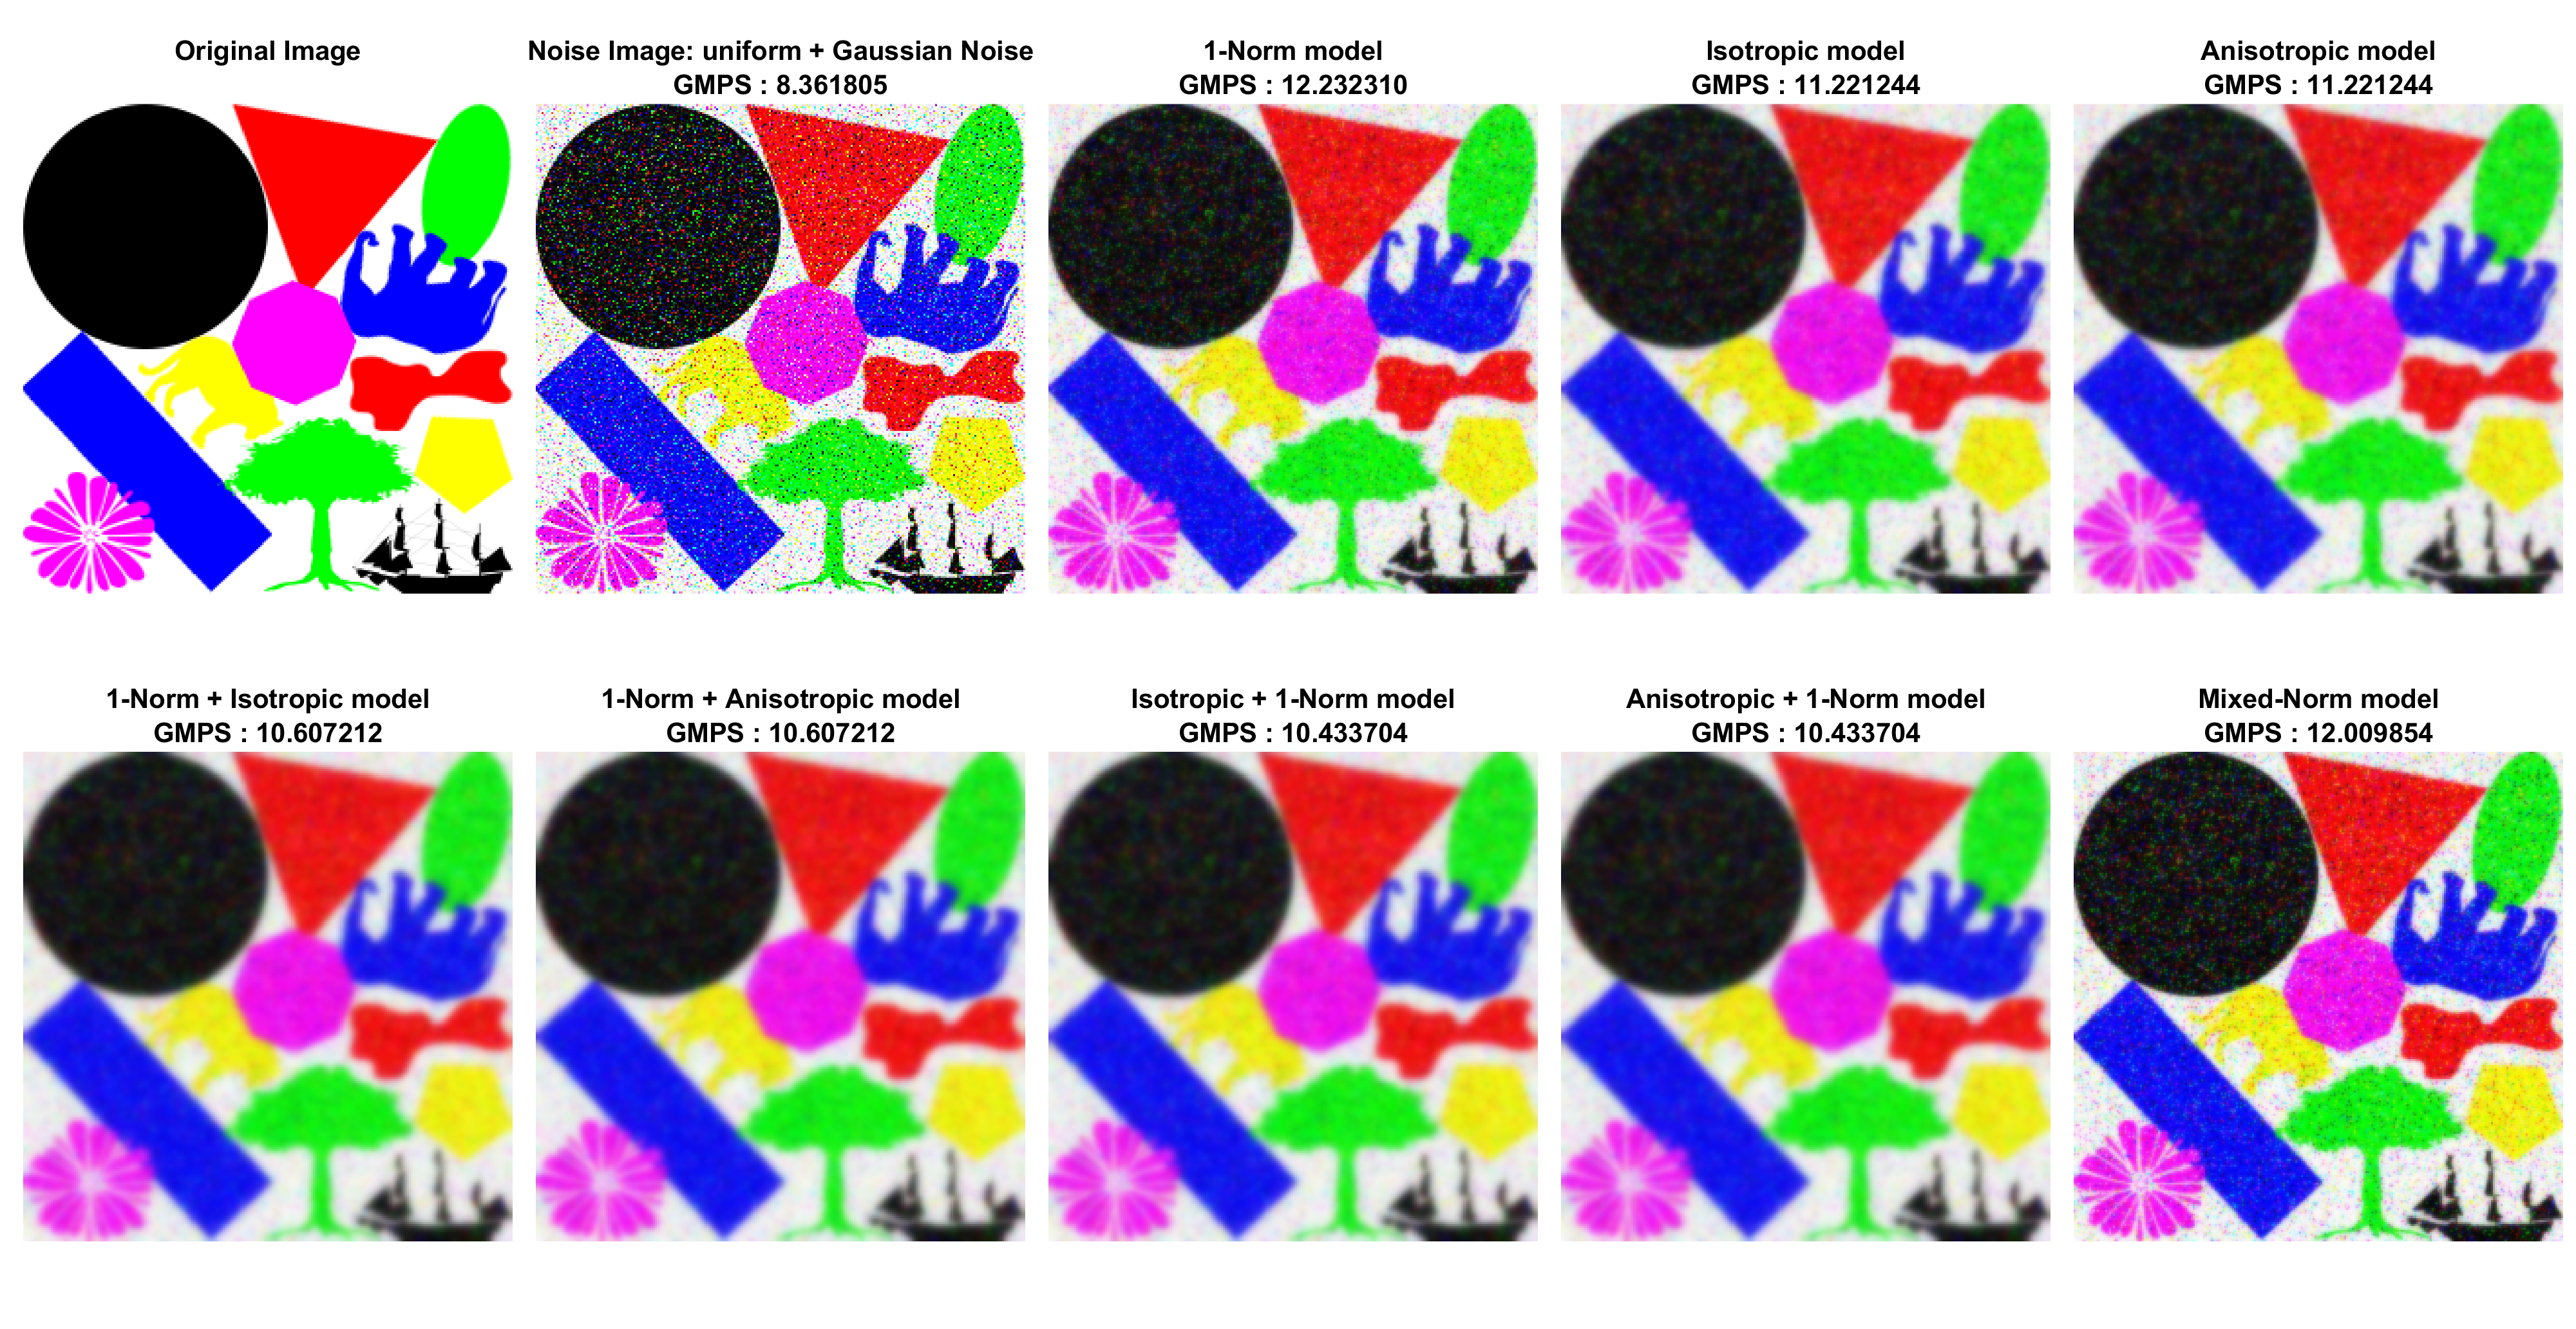 Original Image
Noise Image: uniform + Gaussian Noise
GMPS : 8.361805
1-Norm model
GMPS : 12.232310
Isotropic model
GMPS : 11.221244
Anisotropic model
GMPS : 11.221244
1-Norm + Isotropic model
GMPS : 10.607212
1-Norm + Anisotropic model
GMPS : 10.607212
Isotropic + 1-Norm model
GMPS : 10.433704
Anisotropic + 1-Norm model
GMPS : 10.433704
Mixed-Norm model
GMPS : 12.009854